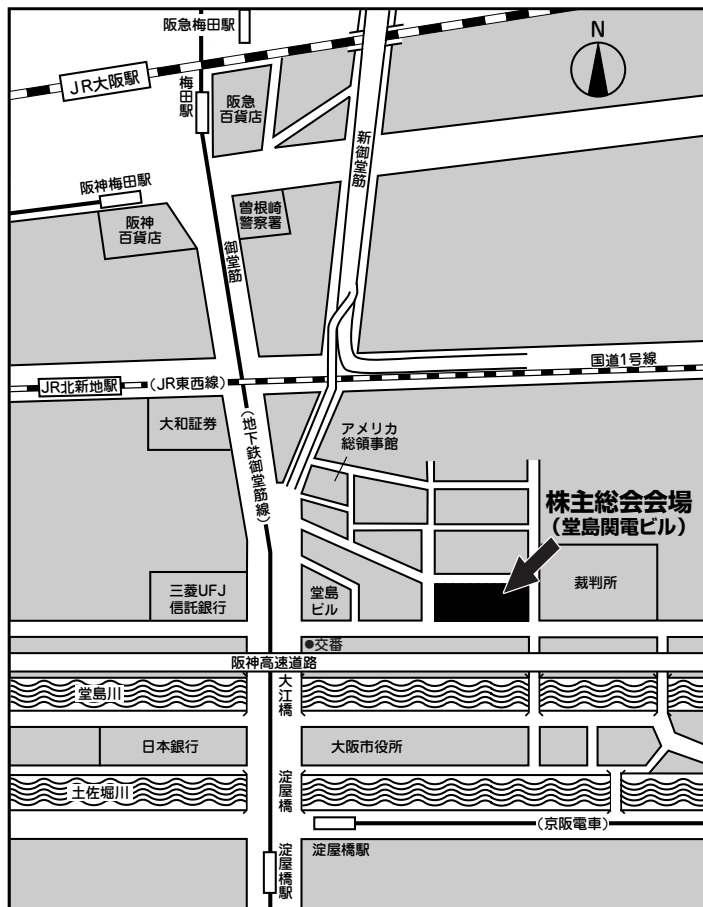 阪急梅田駅
N
JR大阪駅
梅田駅
阪急
百貨店
新御堂筋
阪神梅田駅
阪神
百貨店
曽根崎
警察署
御堂筋
国道1号線
JR北新地駅
(JR東西線)
大和証券
(地下鉄御堂筋線)
アメリカ
総領事館
株主総会会場
(堂島関電ビル)
三菱UFJ
信託銀行
堂島
ビル
裁判所
●交番
阪神高速道路
堂島川
大江橋
日本銀行
大阪市役所
土佐堀川
淀屋橋
(京阪電車)
淀屋橋駅
淀屋橋駅